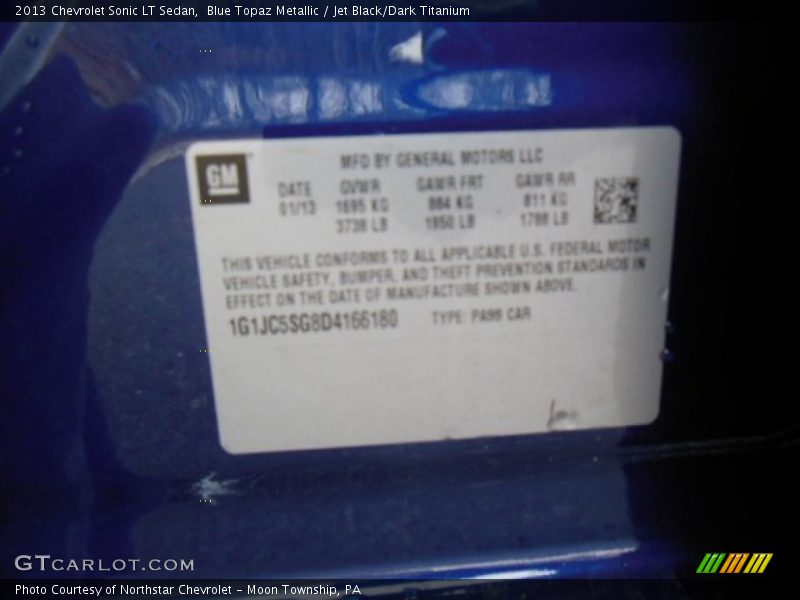 2013 Chevrolet Sonic LT Sedan, Blue Topaz Metallic / Jet Black/Dark Titanium
GM
MFD BY GENERAL MOTORS LLC
DATE GVWR GAWR FRT GAWR RR
01/13 1695 KG 884 KG 811 KG
3738 LB 1950 LB 1788 LB
THIS VEHICLE CONFORMS TO ALL APPLICABLE U.S. FEDERAL MOTOR
VEHICLE SAFETY, BUMPER, AND THEFT PREVENTION STANDARDS IN
EFFECT ON THE DATE OF MANUFACTURE SHOWN ABOVE.
1G1JC5SG8D4166180 TYPE: PASS CAR
GTCARLOT.COM
Photo Courtesy of Northstar Chevrolet - Moon Township, PA